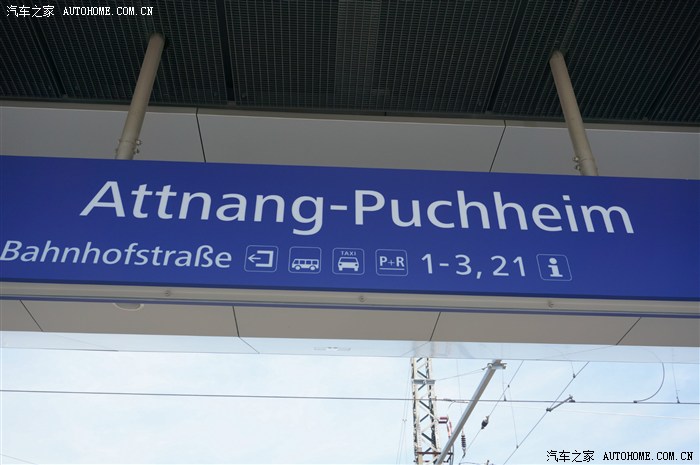 汽车之家 AUTOHOME.COM.CN
Attnang-Puchheim
Bahnhofstraße TAXI P+R 1-3, 21 i
汽车之家 AUTOHOME.COM.CN